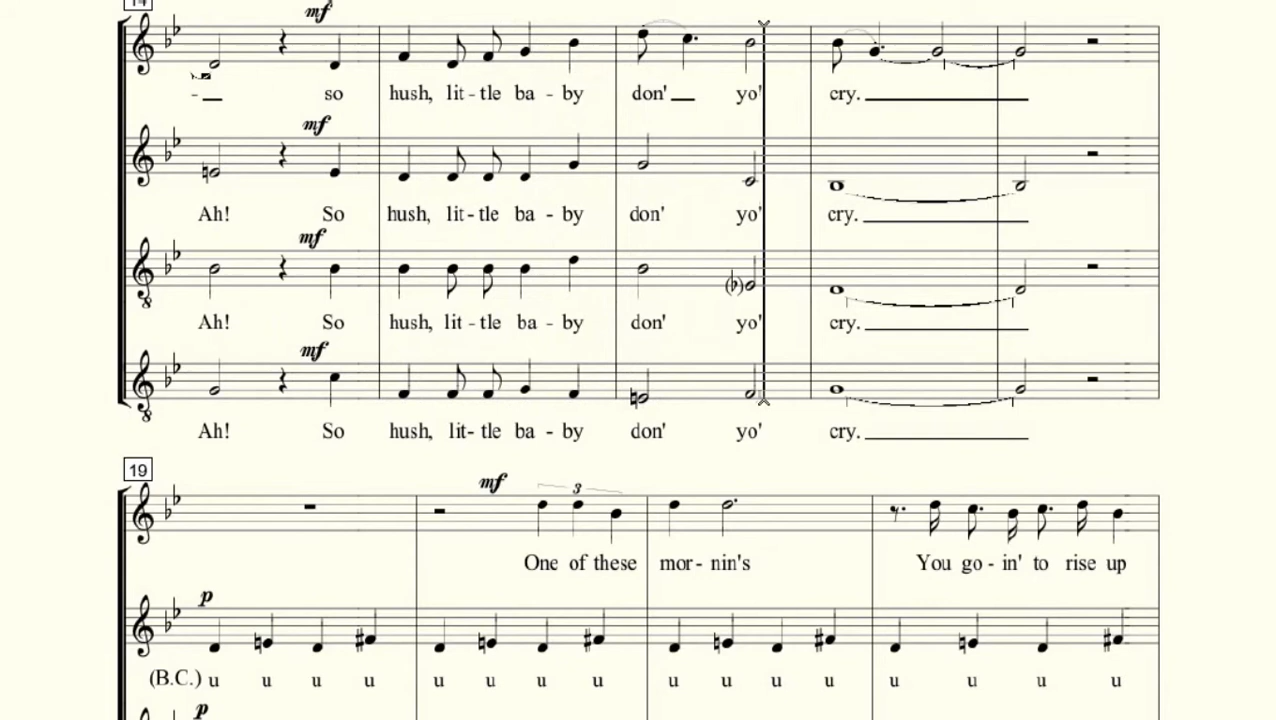 14
mf
- so hush, lit - tle ba - by don' yo' cry.
mf
Ah! So hush, lit - tle ba - by don' yo' cry.
mf
Ah! So hush, lit - tle ba - by don' yo' cry.
mf
Ah! So hush, lit - tle ba - by don' yo' cry.
19
mf 3
One of these mor - nin's You go - in' to rise up
p
(B.C.) u u u u u u u u u u u u u u u u
p